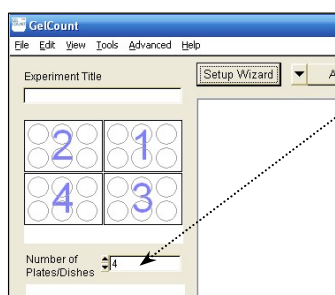 GelCount
File Edit View Tools Advanced Help
Experiment Title
Setup Wizard
A
2 1
4 3
Number of
Plates/Dishes
4